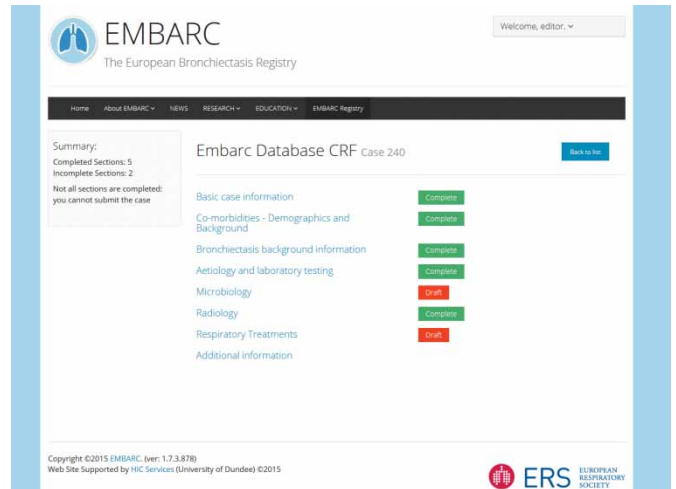 EMBARC
The European Bronchiectasis Registry
Welcome, editor.
Home About EMBARC NEWS RESEARCH EDUCATION EMBARC Registry
Summary:
Completed Sections: 5
Incomplete Sections: 2
Not all sections are completed:
you cannot submit the case
Embarc Database CRF Case 240
Back to list
Basic case information Complete
Co-morbidities - Demographics and
Background Complete
Bronchiectasis background information Complete
Aetiology and laboratory testing Complete
Microbiology Draft
Radiology Complete
Respiratory Treatments Draft
Additional information
Copyright ©2015 EMBARC. (ver: 1.7.3.878)
Web Site Supported by HIC Services (University of Dundee) ©2015
ERS EUROPEAN
RESPIRATORY
SOCIETY